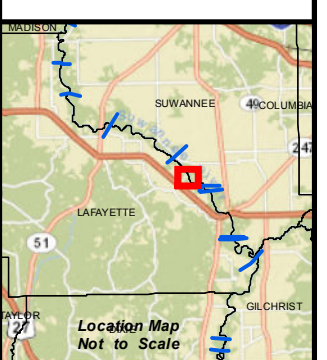 MADISON
SUWANNEE
49
COLUMBIA
247
LAFAYETTE
51
GILCHRIST
TAYLOR
27
Location Map
Not to Scale